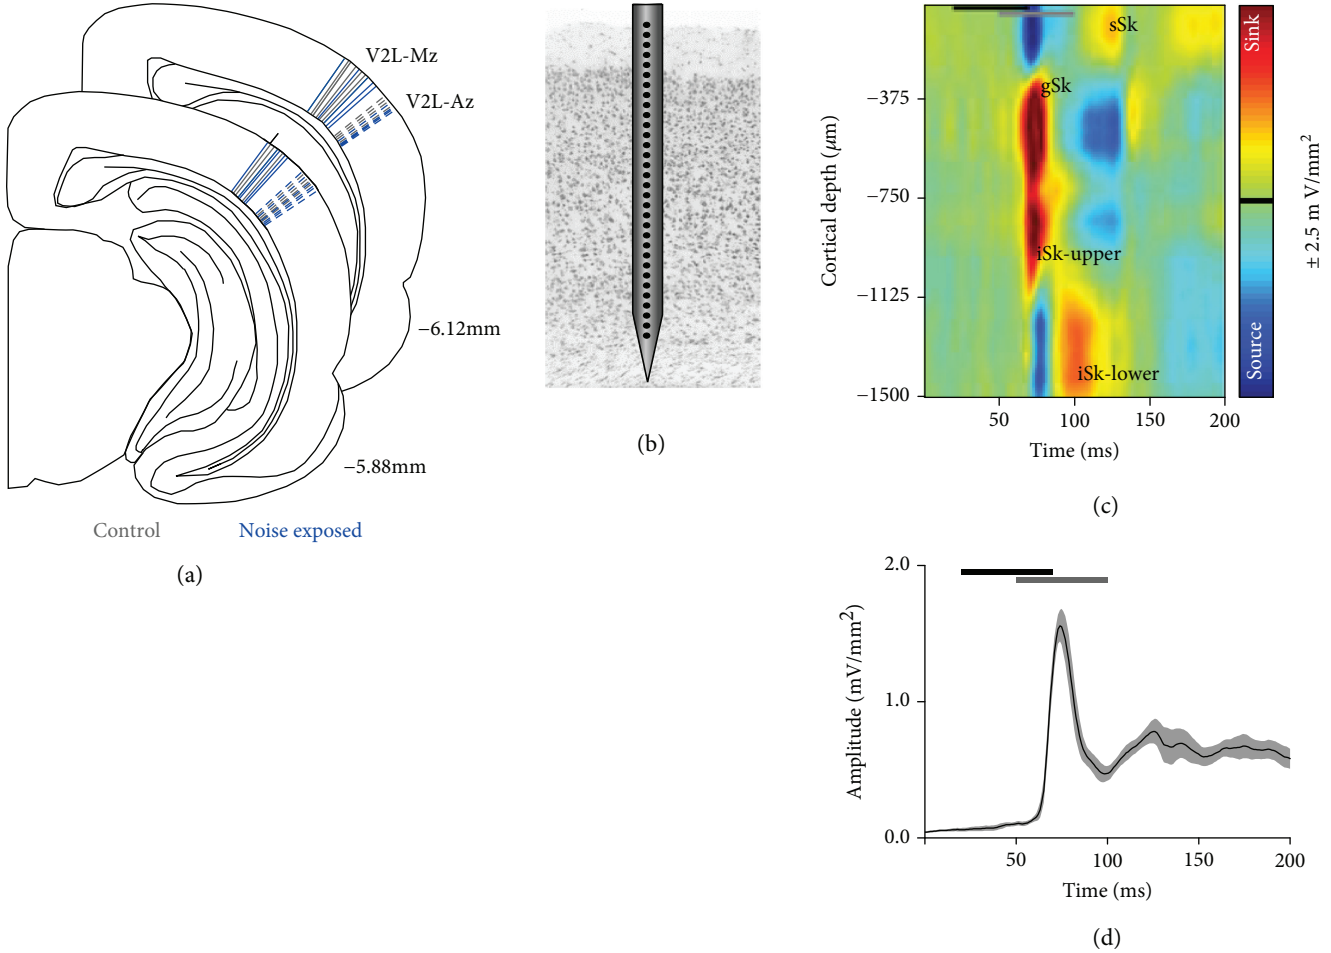 V2L-Mz
V2L-Az
−6.12mm
−5.88mm
Control
Noise exposed
(a)
(b)
sSk
gSk
iSk-upper
iSk-lower
−375
−750
−1125
−1500
Cortical depth (μm)
50
100
150
200
Time (ms)
Sink
Source
± 2.5 m V/mm²
(c)
2.0
1.0
0.0
Amplitude (mV/mm²)
50
100
150
200
Time (ms)
(d)